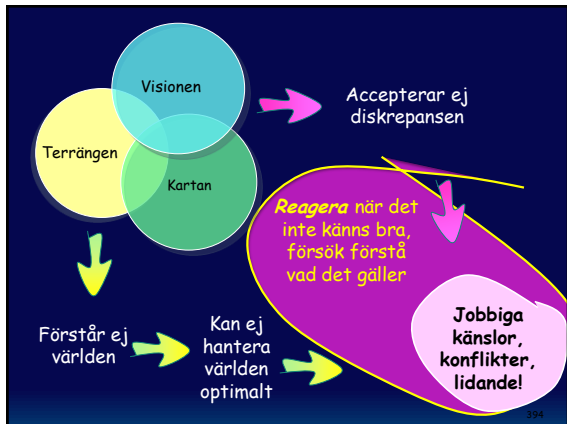 Visionen
Terrängen
Kartan
Accepterar ej
diskrepansen
Reagera när det
inte känns bra,
försök förstå
vad det gäller
Förstår ej
världen
Kan ej
hantera
världen
optimalt
Jobbiga
känslor,
konflikter,
lidande!
394